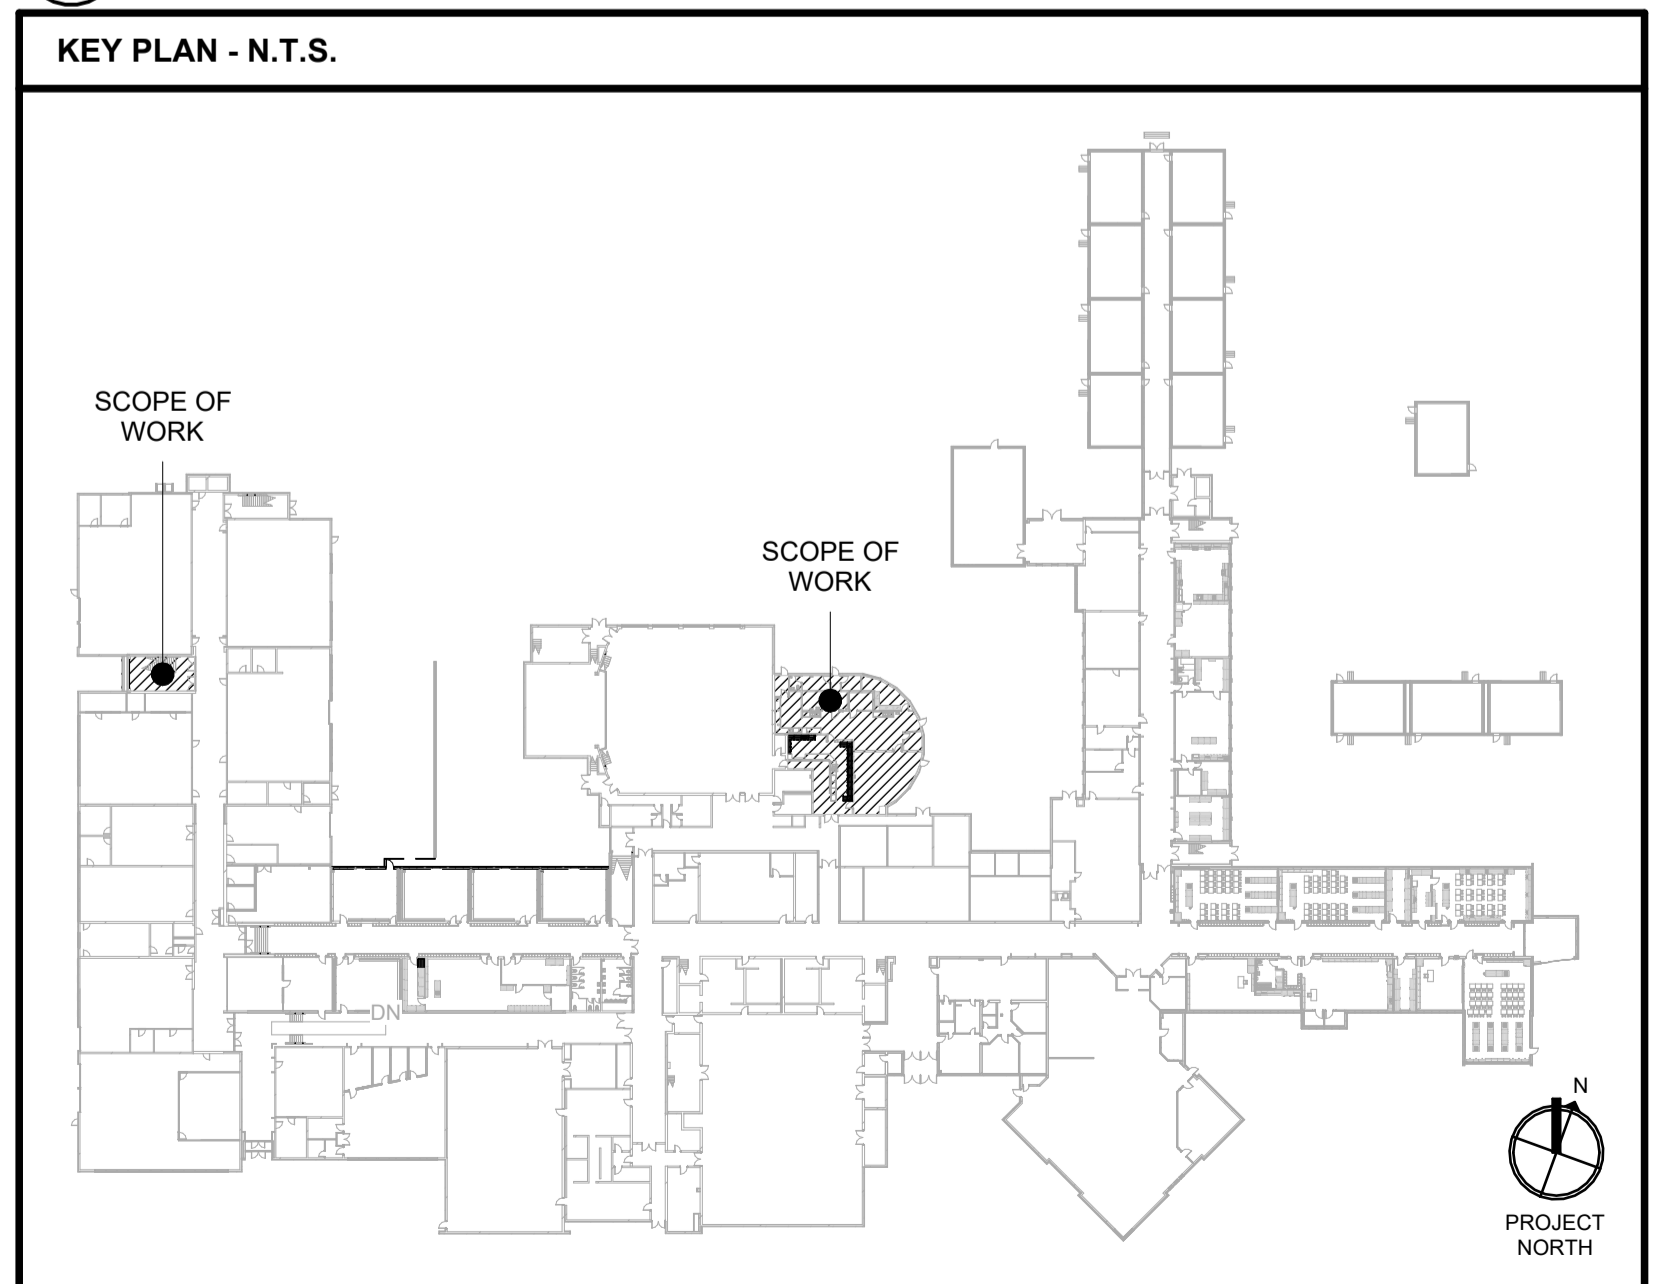 KEY PLAN - N.T.S.
SCOPE OF
WORK
SCOPE OF
WORK
DN
N
PROJECT
NORTH